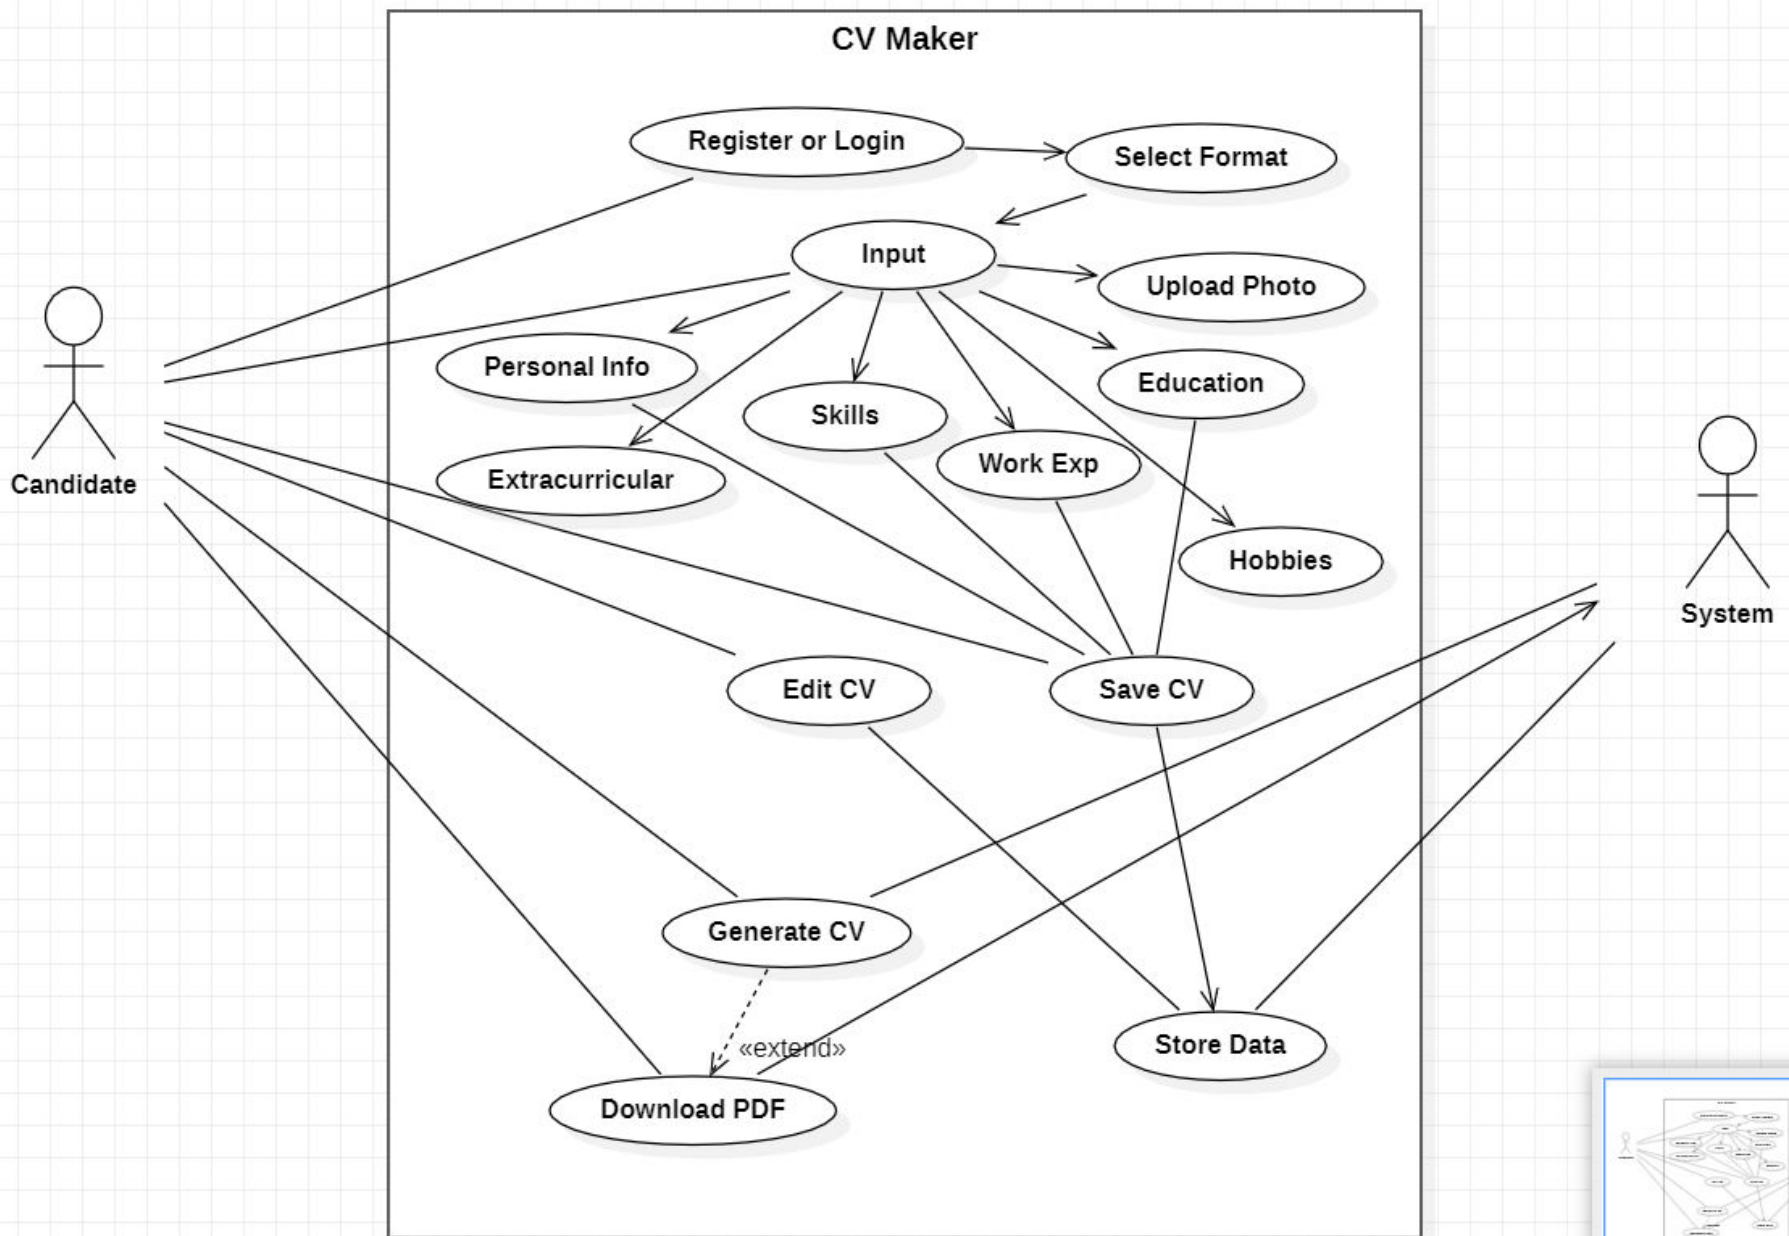 CV Maker
Register or Login
Select Format
Input
Upload Photo
Personal Info
Education
Skills
Work Exp
Extracurricular
Candidate
Hobbies
System
Edit CV
Save CV
Generate CV
«extend»
Store Data
Download PDF